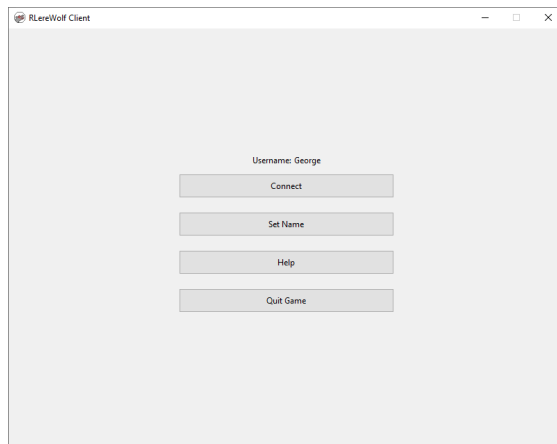 RLereWolf Client
Username: George
Connect
Set Name
Help
Quit Game